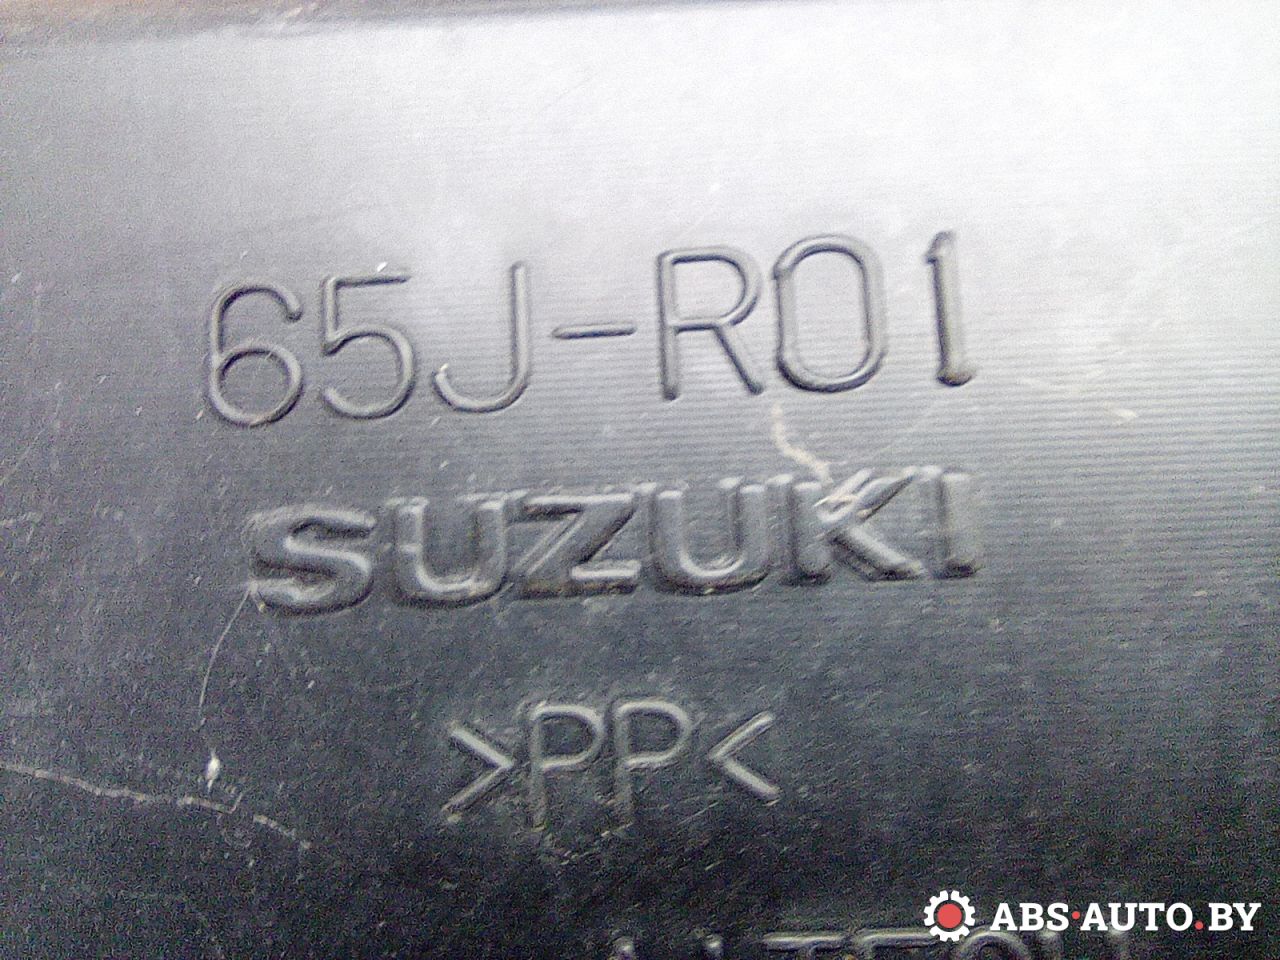 65J-R01
SUZUKI
>PP<
ABS·AUTO.BY